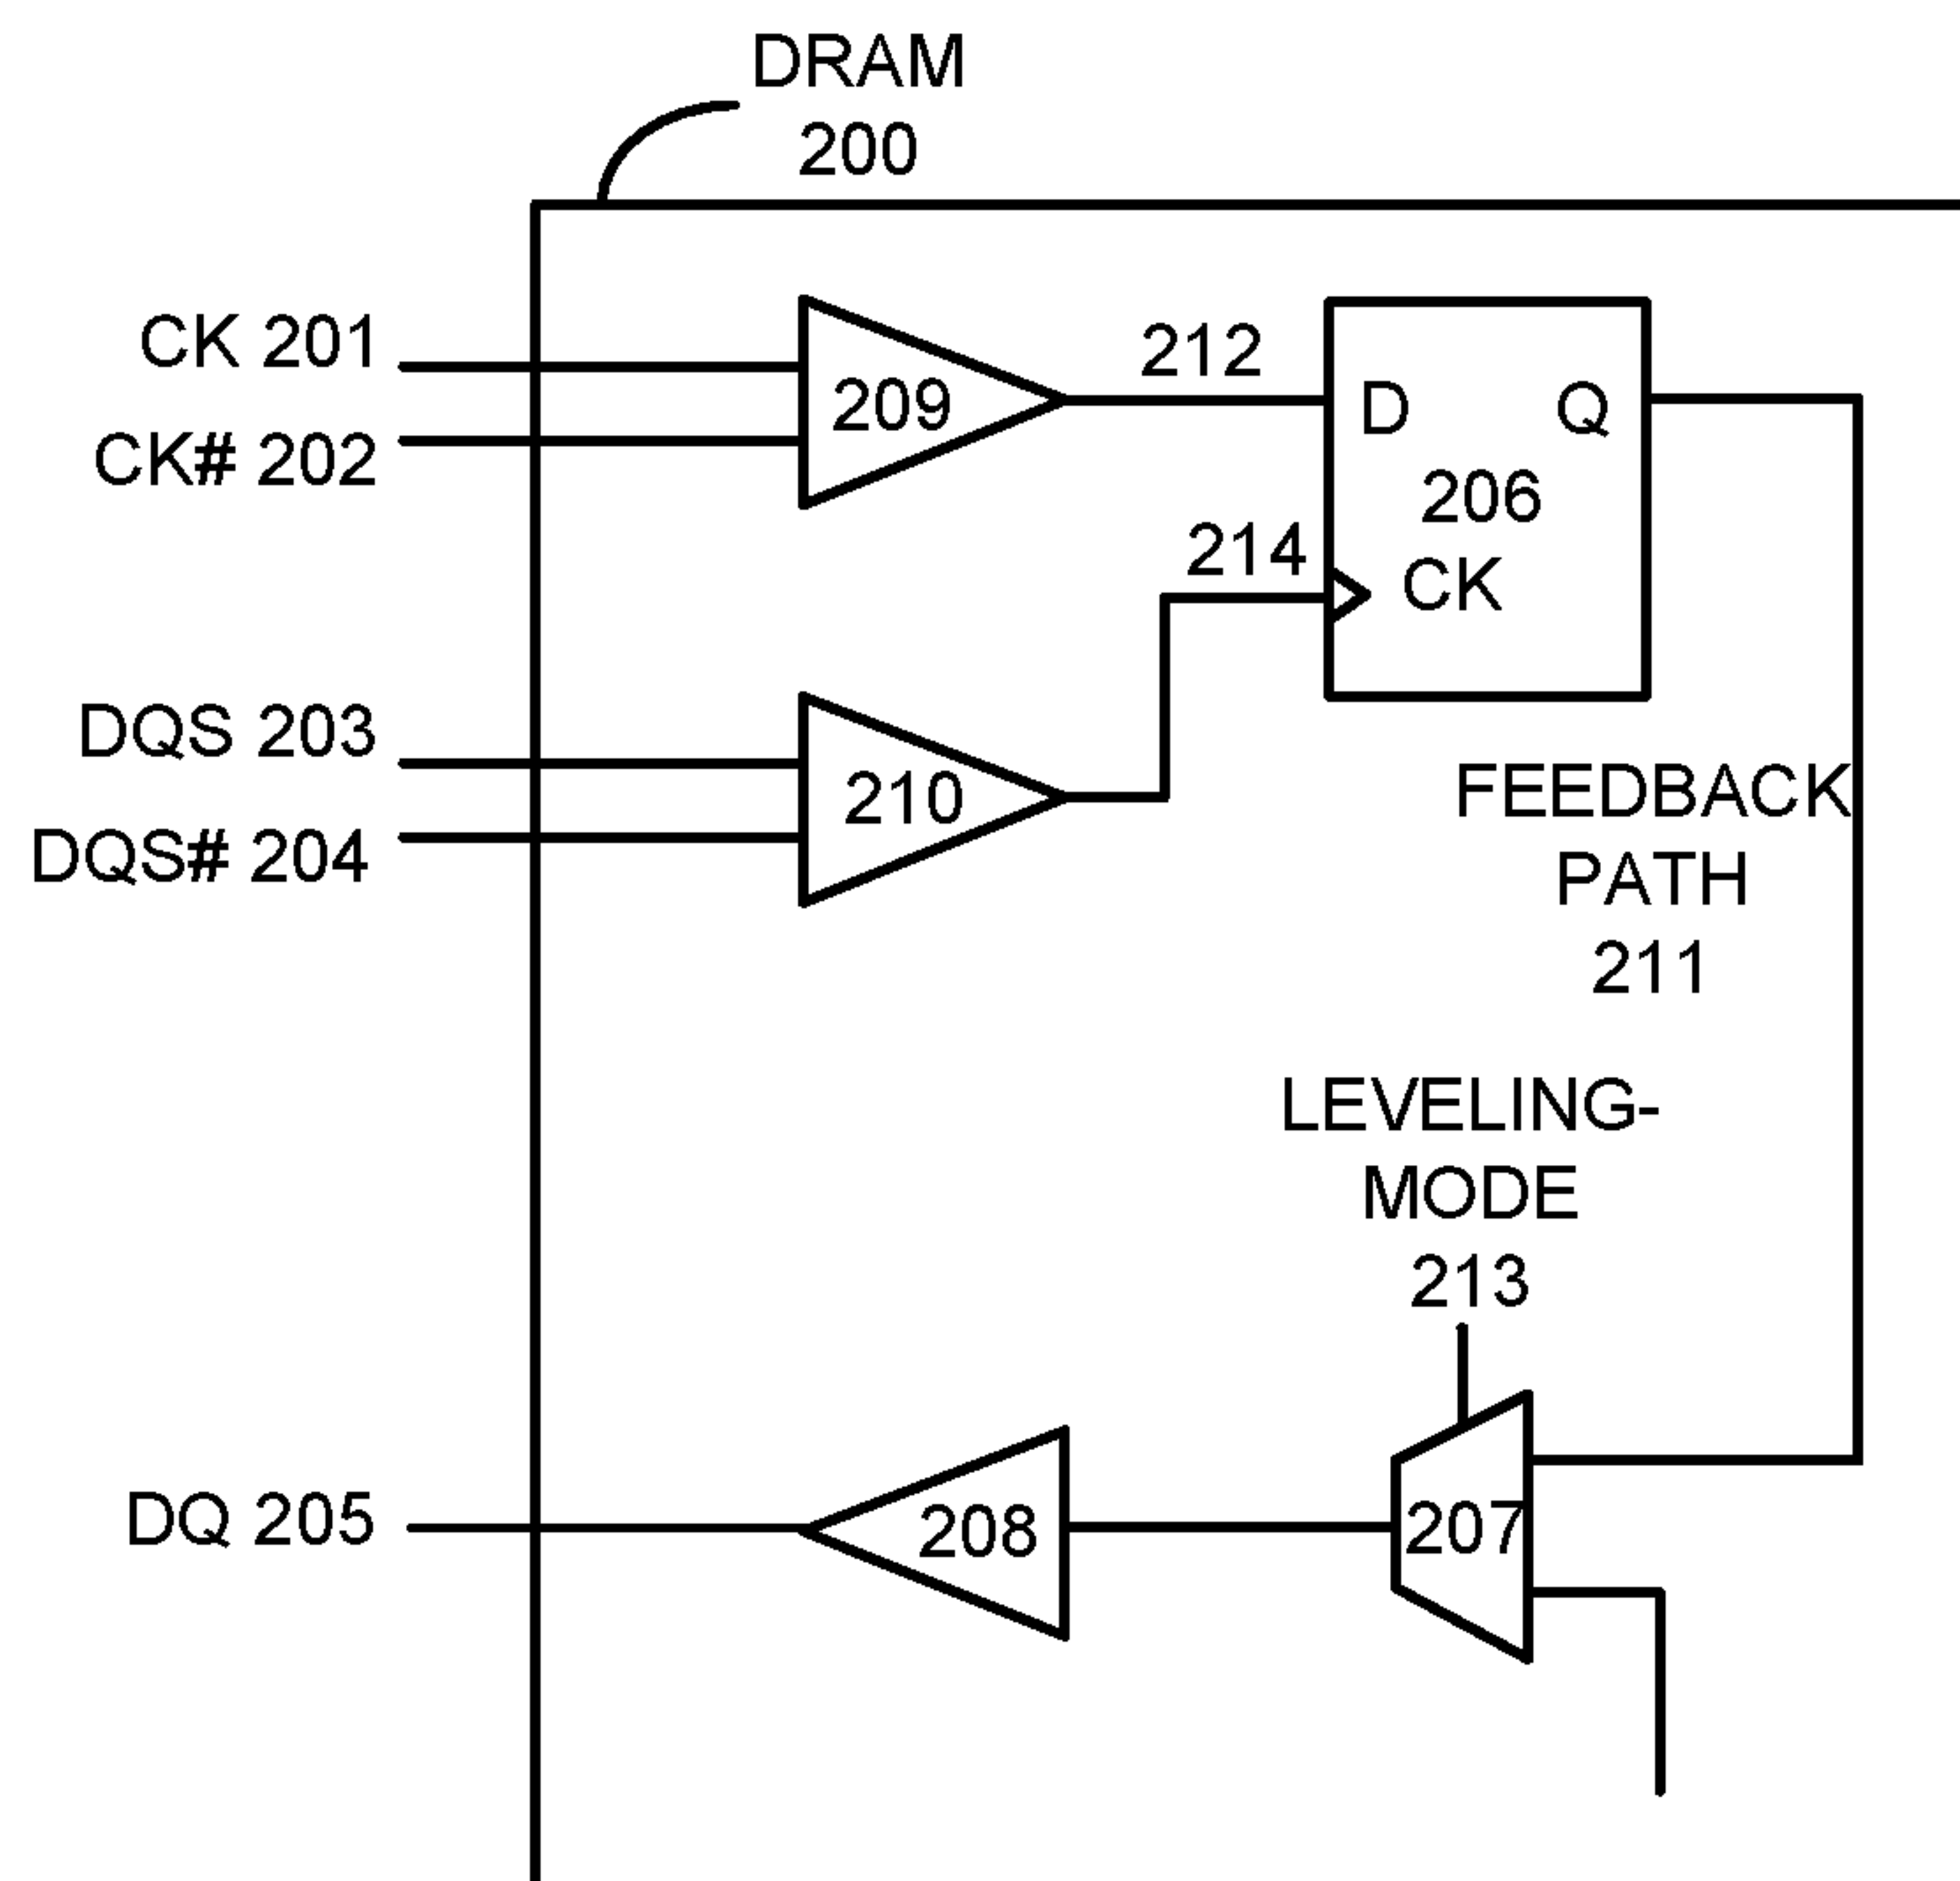 DRAM
200
CK 201
CK# 202
209
212
D
Q
206
CK
214
DQS 203
DQS# 204
210
FEEDBACK
PATH
211
LEVELING-
MODE
213
DQ 205
208
207